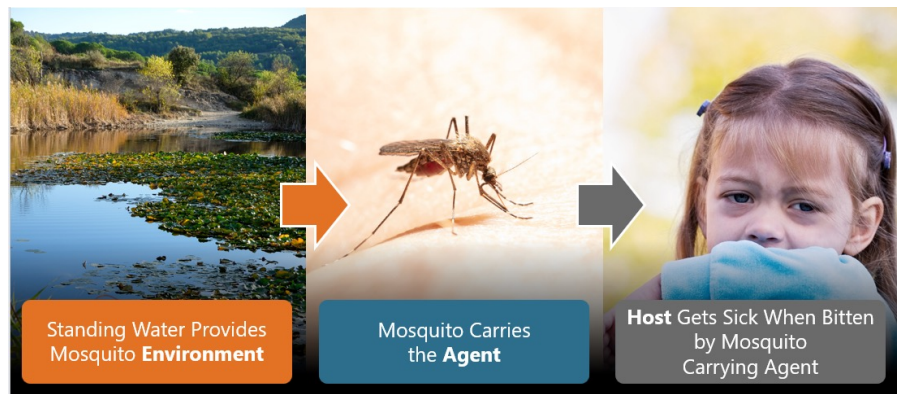 Standing Water Provides
Mosquito Environment
Mosquito Carries
the Agent
Host Gets Sick When Bitten
by Mosquito
Carrying Agent